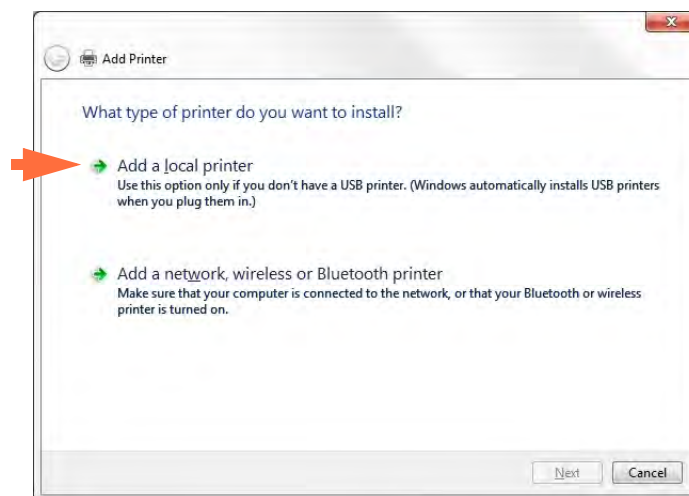 x
Add Printer
What type of printer do you want to install?
Add a local printer
Use this option only if you don't have a USB printer. (Windows automatically installs USB printers
when you plug them in.)
Add a network, wireless or Bluetooth printer
Make sure that your computer is connected to the network, or that your Bluetooth or wireless
printer is turned on.
Next Cancel